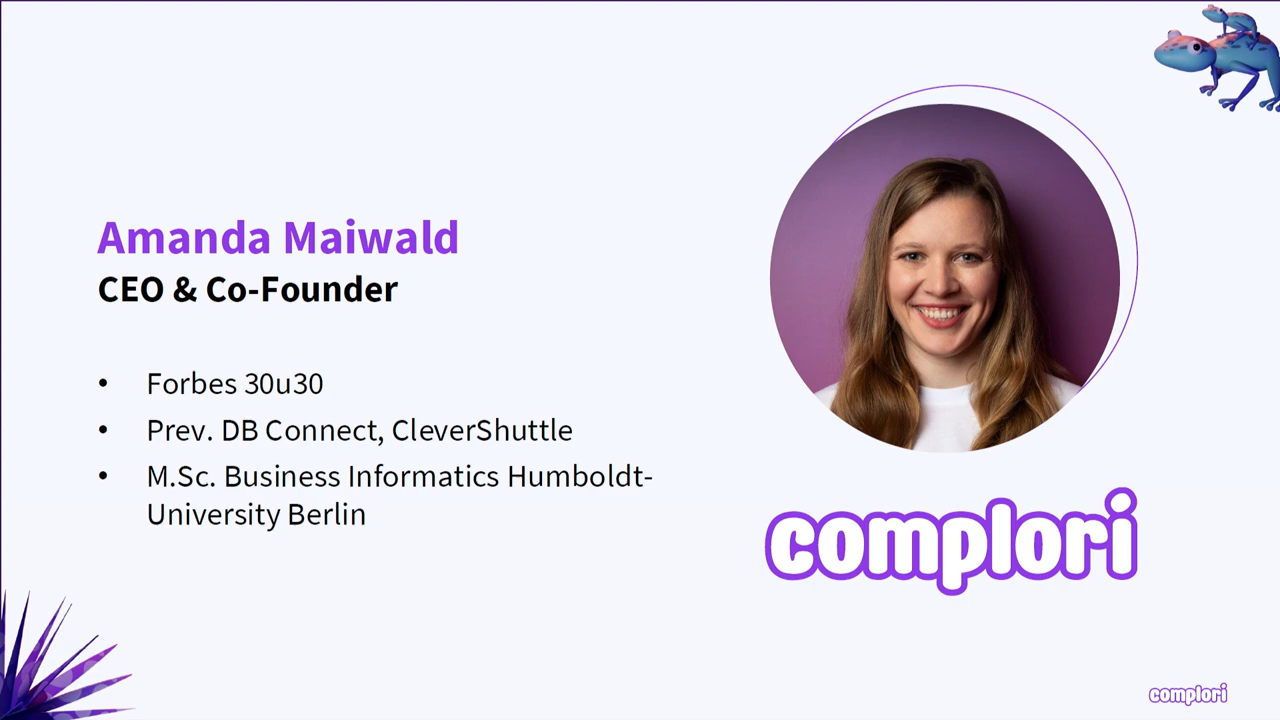 Amanda Maiwald
CEO & Co-Founder
• Forbes 30u30
• Prev. DB Connect, CleverShuttle
• M.Sc. Business Informatics Humboldt-
University Berlin
complori
complori